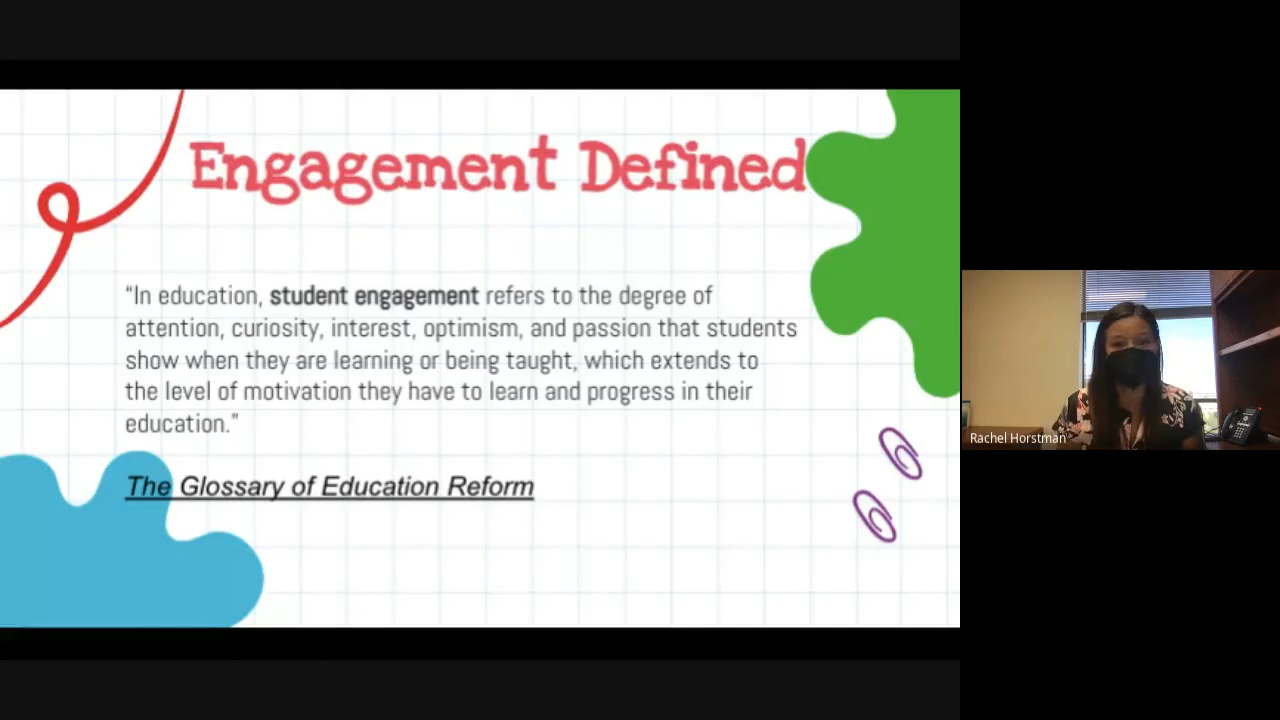 Engagement Defined
“In education, student engagement refers to the degree of
attention, curiosity, interest, optimism, and passion that students
show when they are learning or being taught, which extends to
the level of motivation they have to learn and progress in their
education.”
The Glossary of Education Reform
Rachel Horstman